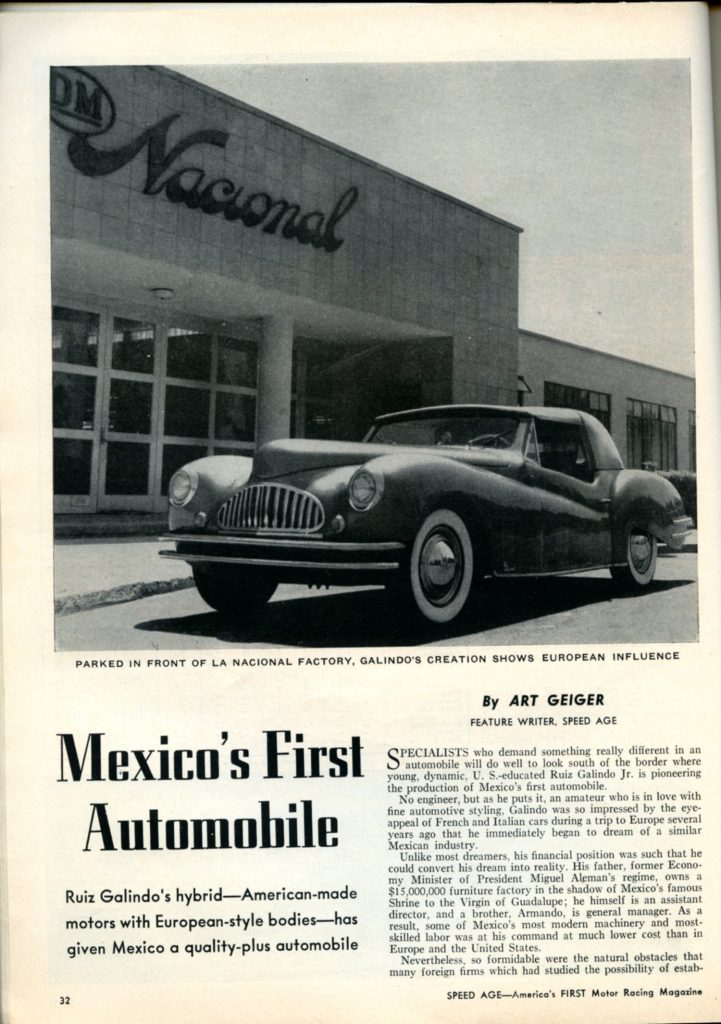 DM
Nacional
PARKED IN FRONT OF LA NACIONAL FACTORY, GALINDO'S CREATION SHOWS EUROPEAN INFLUENCE
Mexico's First
Automobile
Ruiz Galindo's hybrid—American-made
motors with European-style bodies—has
given Mexico a quality-plus automobile
By ART GEIGER
FEATURE WRITER, SPEED AGE
SPECIALISTS who demand something really different in an
automobile will do well to look south of the border where
young, dynamic, U. S.-educated Ruiz Galindo Jr. is pioneering
the production of Mexico's first automobile.
No engineer, but as he puts it, an amateur who is in love with
fine automotive styling, Galindo was so impressed by the eye-
appeal of French and Italian cars during a trip to Europe several
years ago that he immediately began to dream of a similar
Mexican industry.
Unlike most dreamers, his financial position was such that he
could convert his dream into reality. His father, former Econo-
my Minister of President Miguel Aleman's regime, owns a
$15,000,000 furniture factory in the shadow of Mexico's famous
Shrine to the Virgin of Guadalupe; he himself is an assistant
director, and a brother, Armando, is general manager. As a
result, some of Mexico's most modern machinery and most-
skilled labor was at his command at much lower cost than in
Europe and the United States.
Nevertheless, so formidable were the natural obstacles that
many foreign firms which had studied the possibility of estab-
32
SPEED AGE—America's FIRST Motor Racing Magazine